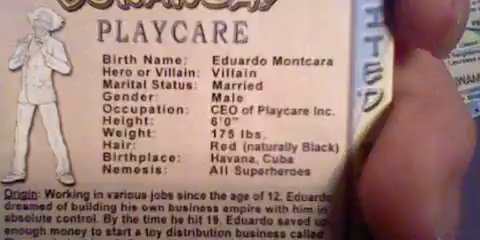 PLAYCARE
Birth Name: Eduardo Montcara
Hero or Villain: Villain
Marital Status: Married
Gender: Male
Occupation: CEO of Playcare Inc.
Height: 6'0"
Weight: 175 lbs.
Hair: Red (naturally Black)
Birthplace: Havana, Cuba
Nemesis: All Superheroes
Origin: Working in various jobs since the age of 12, Eduardo
dreamed of building his own business empire with him in
absolute control. By the time he hit 19, Eduardo saved up
enough money to start a toy distribution business called
ITED